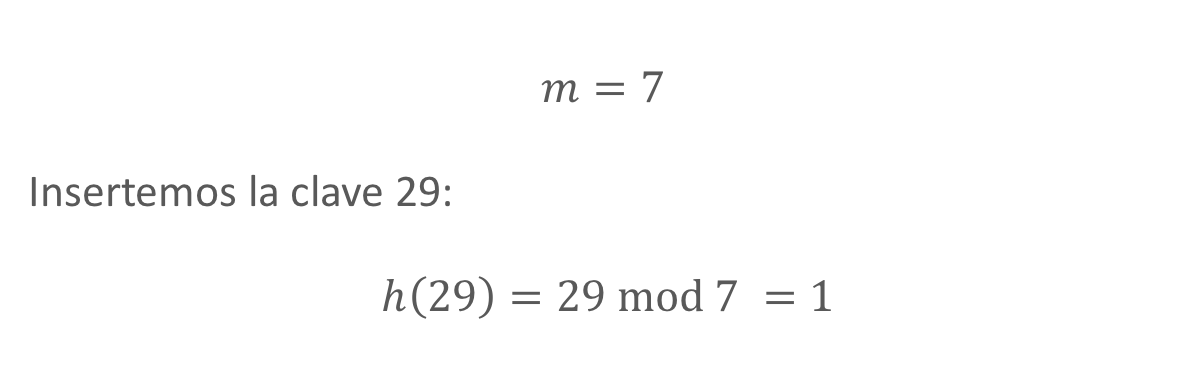 m = 7
Insertemos la clave 29:
h(29) = 29 mod 7 = 1